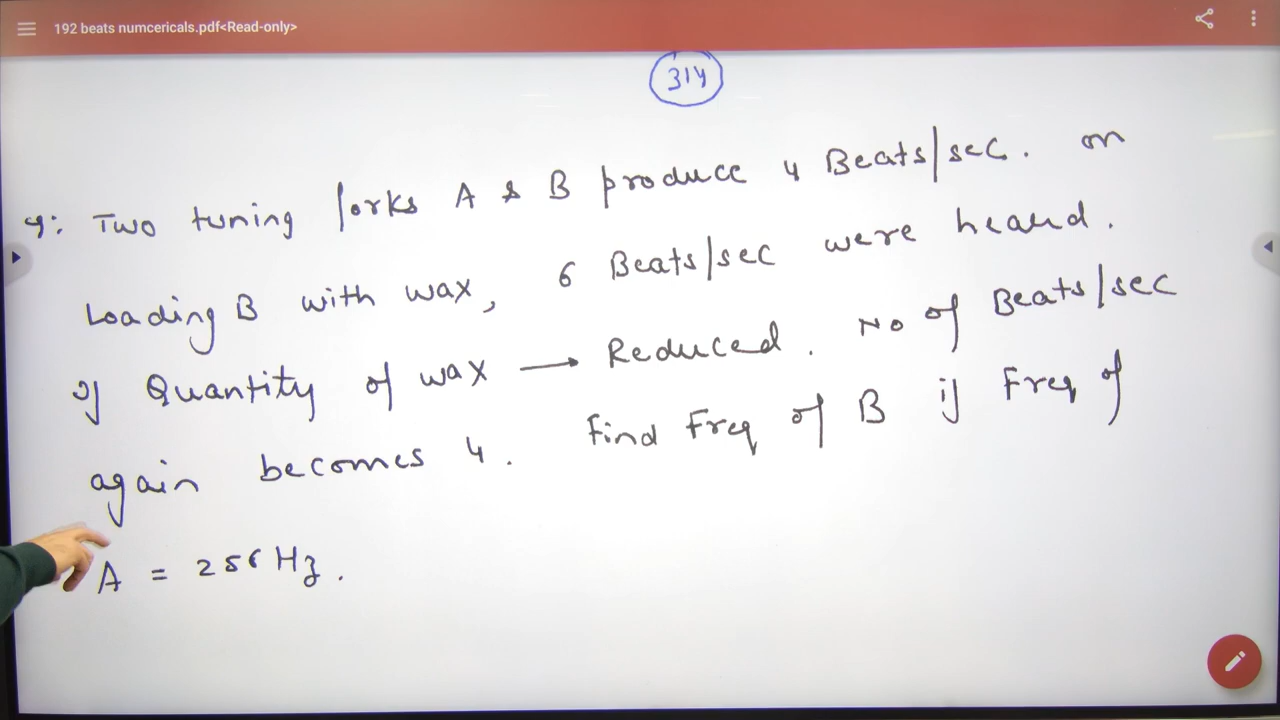 192 beats numcericals.pdf<Read-only>
314
9: Two tuning forks A & B produce 4 Beats/sec. on
Loading B with wax, 6 Beats/sec were heard.
If Quantity of wax → Reduced. No of Beats/sec
again becomes 4. Find Freq of B if Freq of
A = 256 Hz.